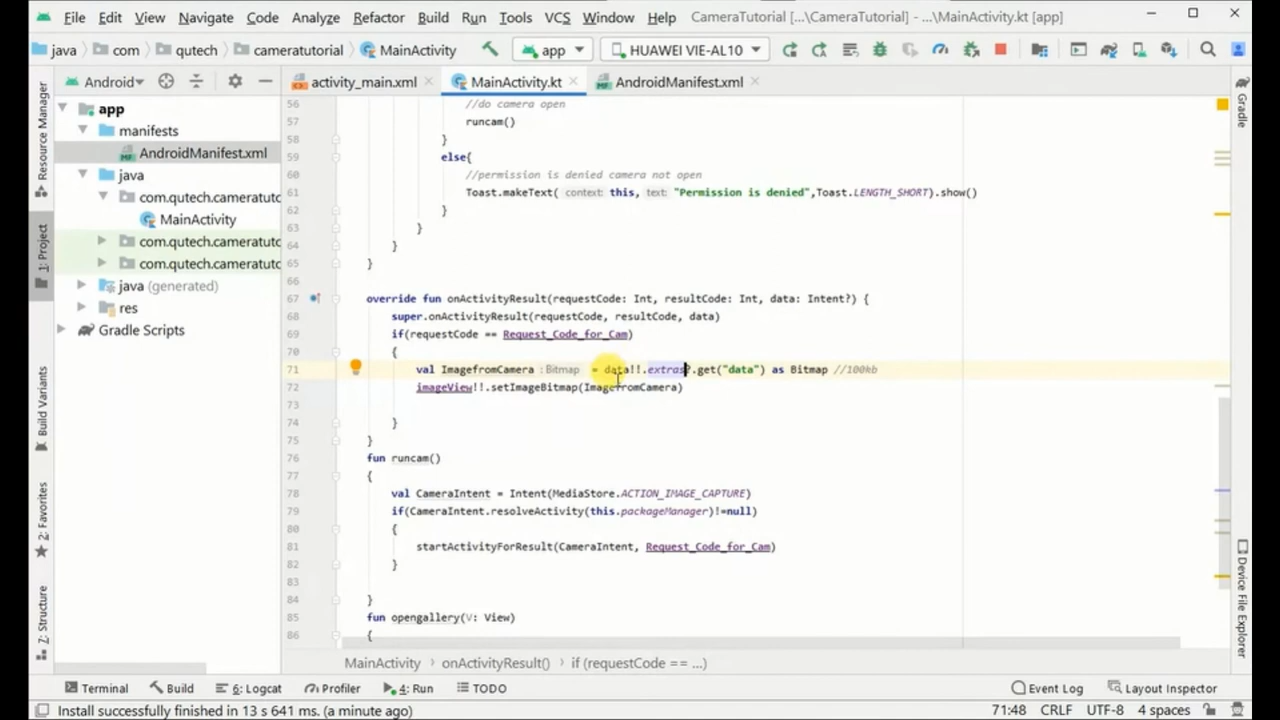 File Edit View Navigate Code Analyze Refactor Build Run Tools VCS Window Help CameraTutorial [...\CameraTutorial] - ...\MainActivity.kt [app]
java com qutech cameratutorial MainActivity app HUAWEI VIE-AL10
Android activity_main.xml MainActivity.kt AndroidManifest.xml
Resource Manager
1: Project
Build Variants
2: Favorites
7: Structure
app
manifests
AndroidManifest.xml
java
com.qutech.cameratuto
MainActivity
com.qutech.cameratutc
com.qutech.cameratutc
java (generated)
res
Gradle Scripts
56 //do camera open
57 runcam()
58 }
59 else{
60 //permission is denied camera not open
61 Toast.makeText( context: this, text: "Permission is denied",Toast.LENGTH_SHORT).show()
62 }
63 }
64 }
65 }
66
67 override fun onActivityResult(requestCode: Int, resultCode: Int, data: Intent?) {
68 super.onActivityResult(requestCode, resultCode, data)
69 if(requestCode == Request_Code_for_Cam)
70 {
71 val ImagefromCamera : Bitmap = data!!.extras?.get("data") as Bitmap //100kb
72 imageView!!.setImageBitmap(ImagefromCamera)
73
74 }
75 }
76 fun runcam()
77 {
78 val CameraIntent = Intent(MediaStore.ACTION_IMAGE_CAPTURE)
79 if(CameraIntent.resolveActivity(this.packageManager)!=null)
80 {
81 startActivityForResult(CameraIntent, Request_Code_for_Cam)
82 }
83
84 }
85 fun opengallery(V: View)
86 {
Gradle
Device File Explorer
MainActivity › onActivityResult() › if (requestCode == ...)
Terminal Build 6: Logcat Profiler 4: Run TODO Event Log Layout Inspector
Install successfully finished in 13 s 641 ms. (a minute ago) 71:48 CRLF UTF-8 4 spaces